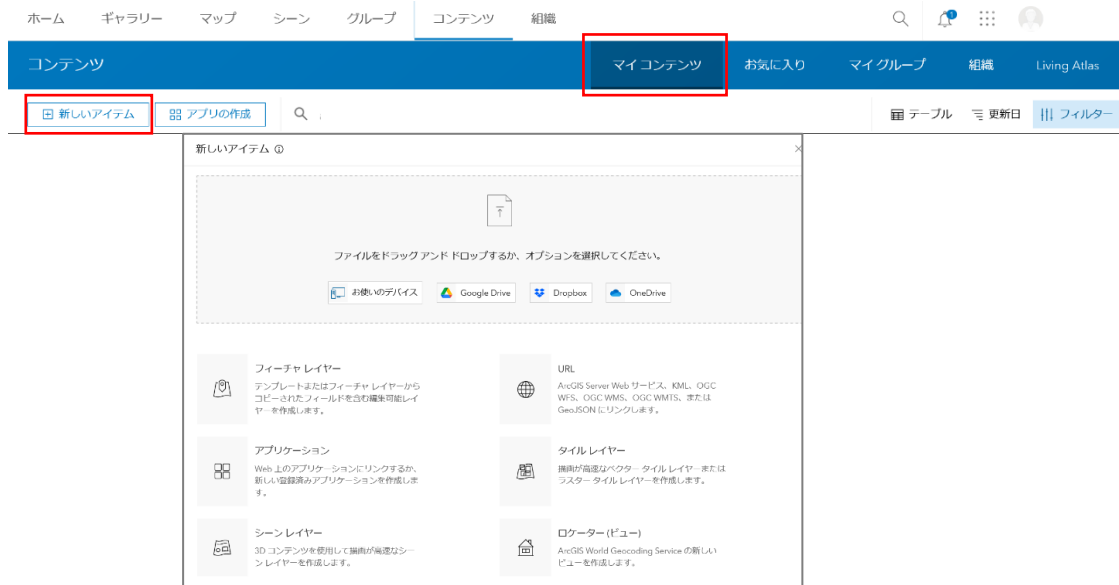 ホーム ギャラリー マップ シーン グループ コンテンツ 組織 1
コンテンツ マイ コンテンツ お気に入り マイ グループ 組織 Living Atlas
新しいアイテム アプリの作成 テーブル 更新日 フィルター
新しいアイテム
ファイルをドラッグ アンド ドロップするか、オプションを選択してください。
お使いのデバイス Google Drive Dropbox OneDrive
フィーチャ レイヤー
テンプレートまたはフィーチャ レイヤーから
コピーされたフィールドを含む編集可能レイ
ヤーを作成します。
URL
ArcGIS Server Web サービス、KML、OGC
WFS、OGC WMS、OGC WMTS、または
GeoJSON にリンクします。
アプリケーション
Web 上のアプリケーションにリンクするか、
新しい登録済みアプリケーションを作成しま
す。
タイル レイヤー
描画が高速なベクター タイル レイヤーまたは
ラスター タイル レイヤーを作成します。
シーン レイヤー
3D コンテンツを使用して描画が高速なシー
ン レイヤーを作成します。
ロケーター (ビュー)
ArcGIS World Geocoding Service の新しい
ビューを作成します。